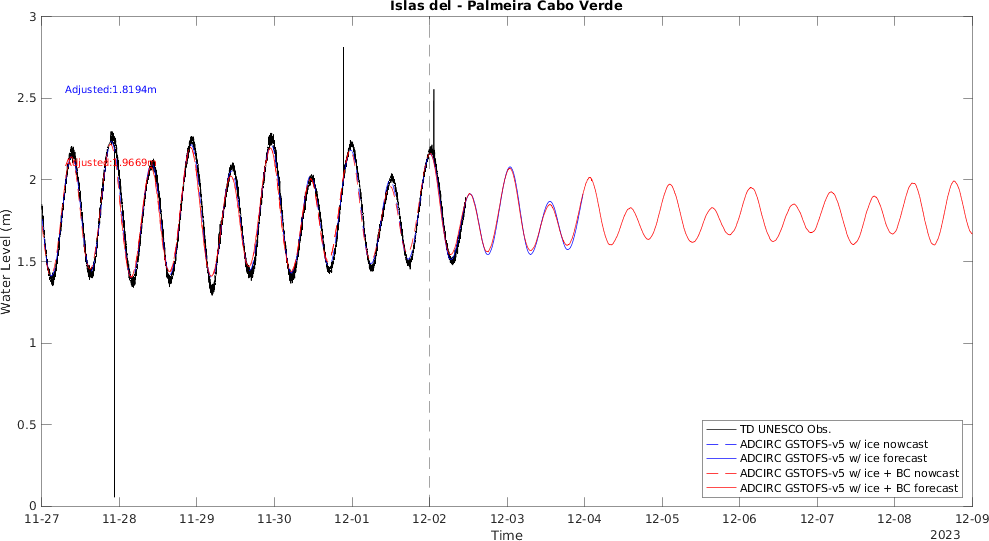 Islas del - Palmeira Cabo Verde
3
2.5
2
1.5
1
0.5
0
Water Level (m)
Adjusted:1.8194m
Adjusted:1.9669m
TD UNESCO Obs.
ADCIRC GSTOFS-v5 w/ ice nowcast
ADCIRC GSTOFS-v5 w/ ice forecast
ADCIRC GSTOFS-v5 w/ ice + BC nowcast
ADCIRC GSTOFS-v5 w/ ice + BC forecast
11-27 11-28 11-29 11-30 12-01 12-02 12-03 12-04 12-05 12-06 12-07 12-08 12-09
Time
2023